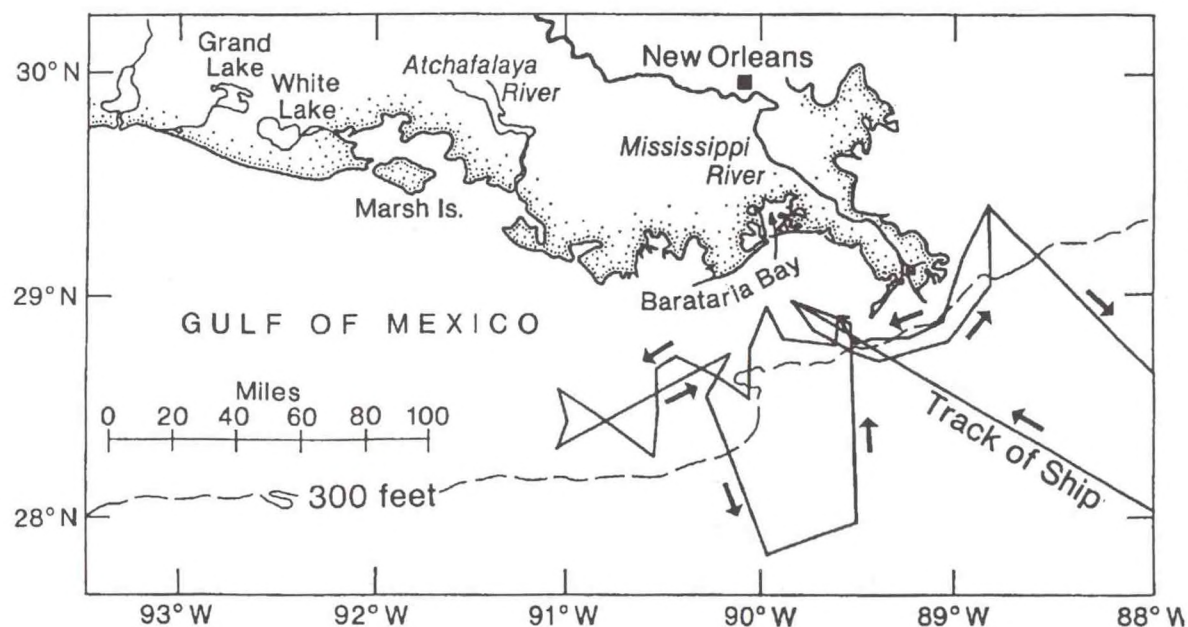 30°N
Grand
Lake
White
Lake
Atchafalaya
River
New Orleans
Mississippi
River
Marsh Is.
29°N
Barataria Bay
GULF OF MEXICO
Miles
0 20 40 60 80 100
Track of Ship
300 feet
28°N
93°W 92°W 91°W 90°W 89°W 88°W